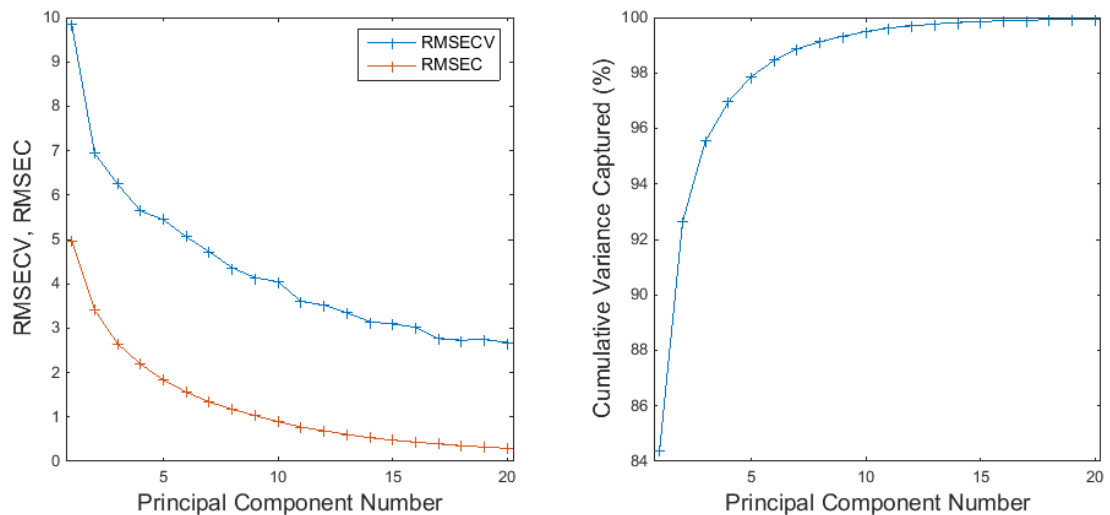 10
9
8
7
6
5
4
3
2
1
0
RMSECV, RMSEC
RMSECV
RMSEC
5 10 15 20
Principal Component Number
100
98
96
94
92
90
88
86
84
Cumulative Variance Captured (%)
5 10 15 20
Principal Component Number